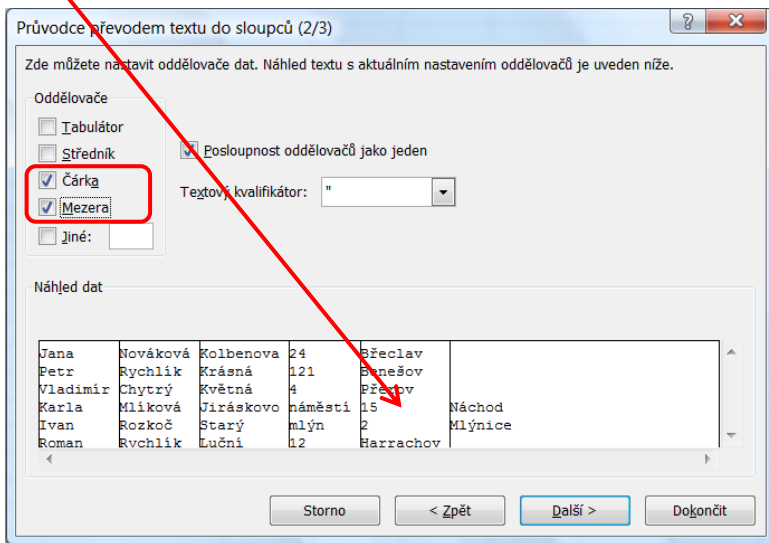 Průvodce převodem textu do sloupců (2/3)
Zde můžete nastavit oddělovače dat. Náhled textu s aktuálním nastavením oddělovačů je uveden níže.
Oddělovače
Tabulátor
Středník
Čárka
Mezera
Jiné:
Posloupnost oddělovačů jako jeden
Textový kvalifikátor: "
Náhled dat
Jana Nováková Kolbenova 24 Břeclav
Petr Rychlík Krásná 121 Benešov
Vladimír Chytrý Květná 4 Přerov
Karla Mlíková Jiráskovo náměstí 15 Náchod
Ivan Rozkoč Starý mlýn 2 Mlýnice
Roman Rychlík Luční 12 Harrachov
Storno < Zpět Další > Dokončit